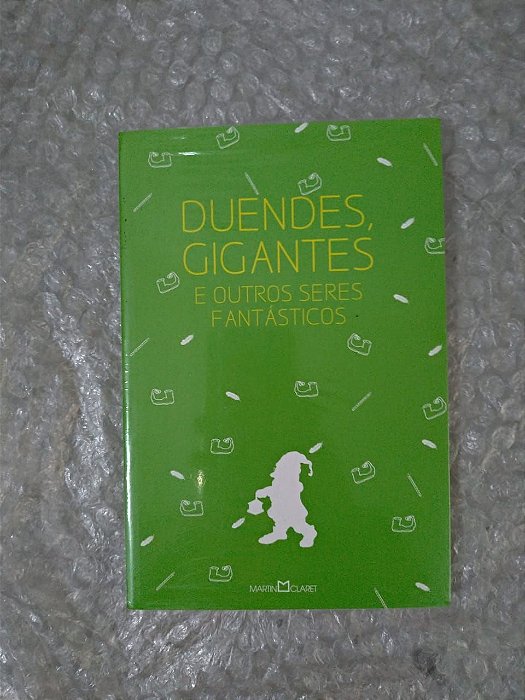 DUENDES,
GIGANTES
E OUTROS SERES
FANTÁSTICOS
MARTIN CLARET